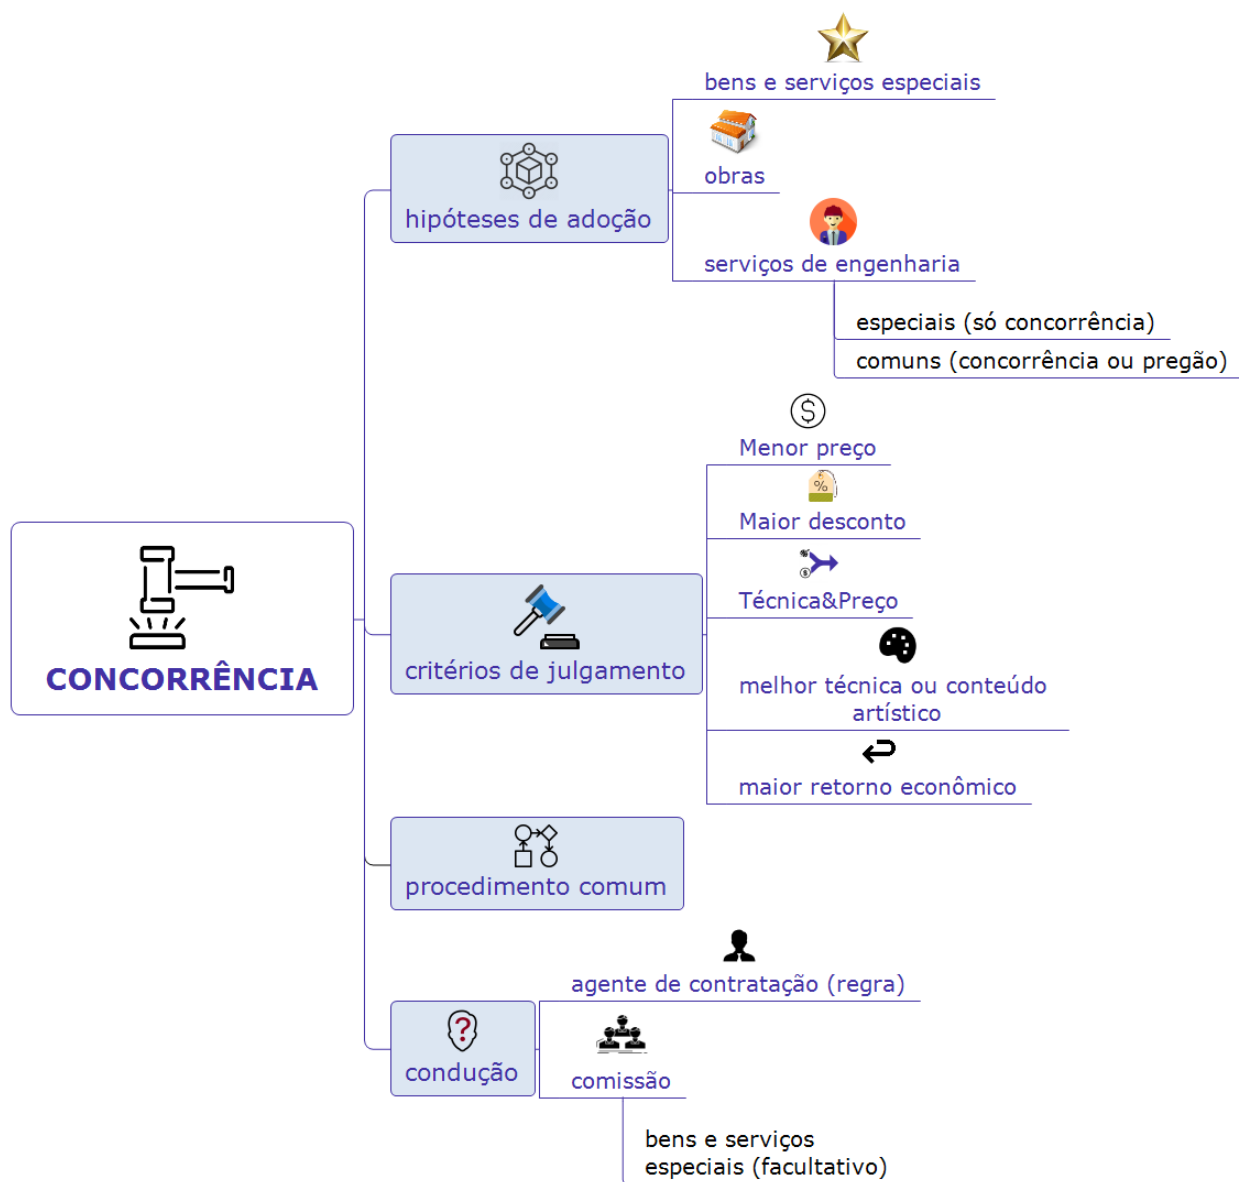 bens e serviços especiais
obras
hipóteses de adoção
serviços de engenharia
especiais (só concorrência)
comuns (concorrência ou pregão)
$
Menor preço
%
Maior desconto
Técnica&Preço
CONCORRÊNCIA
critérios de julgamento
melhor técnica ou conteúdo
artístico
maior retorno econômico
procedimento comum
agente de contratação (regra)
?
condução
comissão
bens e serviços
especiais (facultativo)